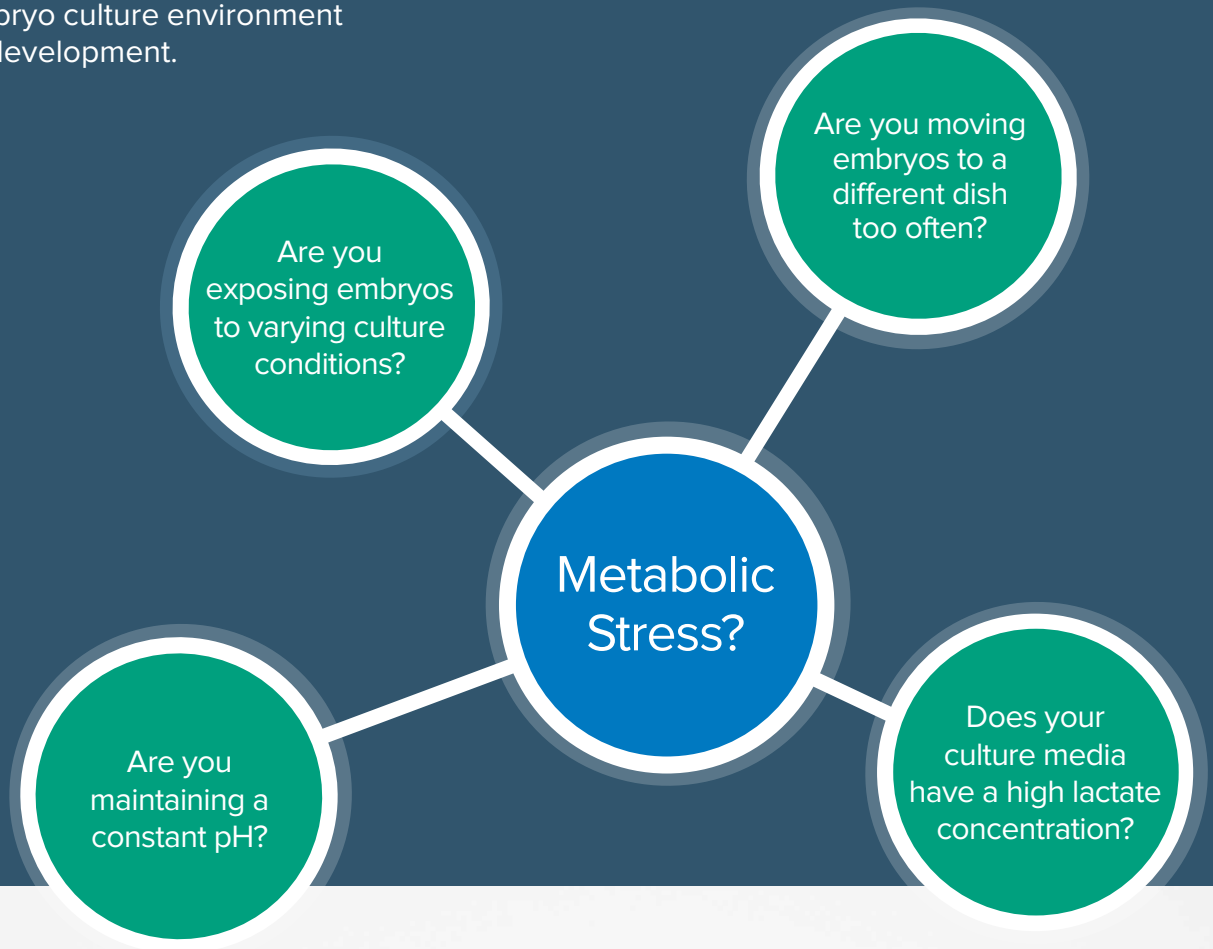 culture environment
development.
Are you moving
embryos to a
different dish
too often?
Are you
exposing embryos
to varying culture
conditions?
Metabolic
Stress?
Are you
maintaining a
constant pH?
Does your
culture media
have a high lactate
concentration?